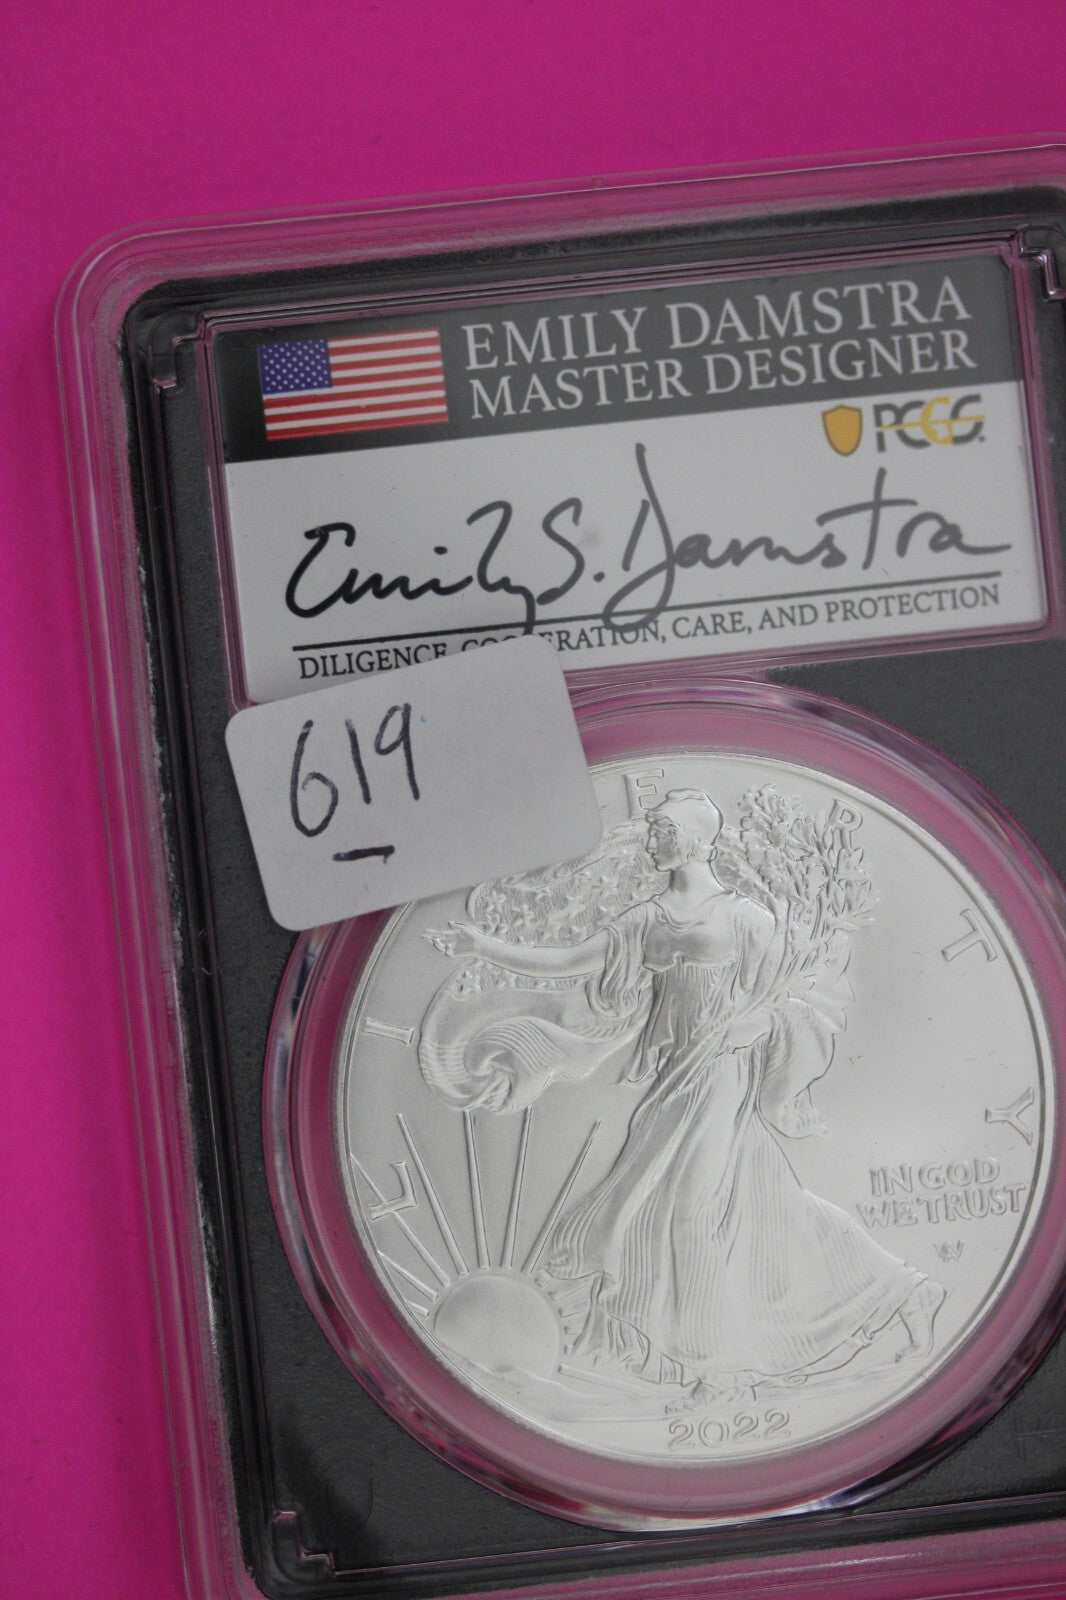 EMILY DAMSTRA
MASTER DESIGNER
PCGS
Emily S. Damstra
DILIGENCE, COOPERATION, CARE, AND PROTECTION
619
LIBERTY
IN GOD
WE TRUST
2022